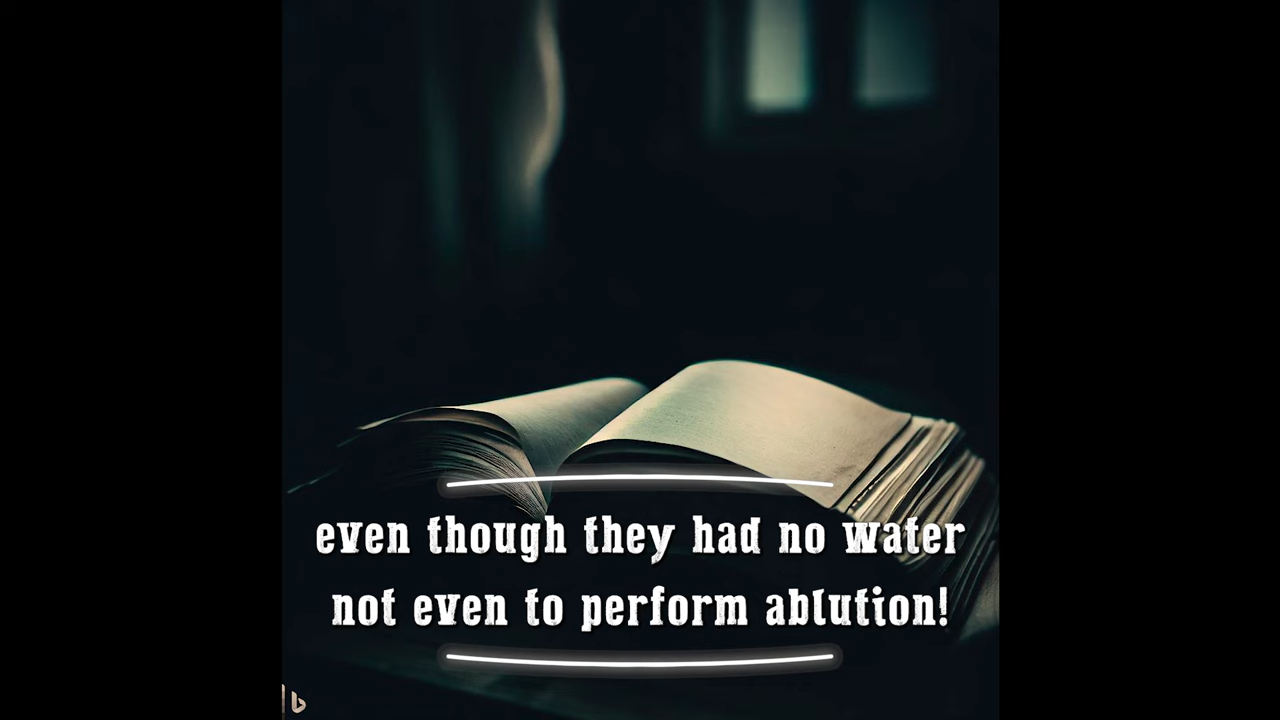 even though they had no water
not even to perform ablution!